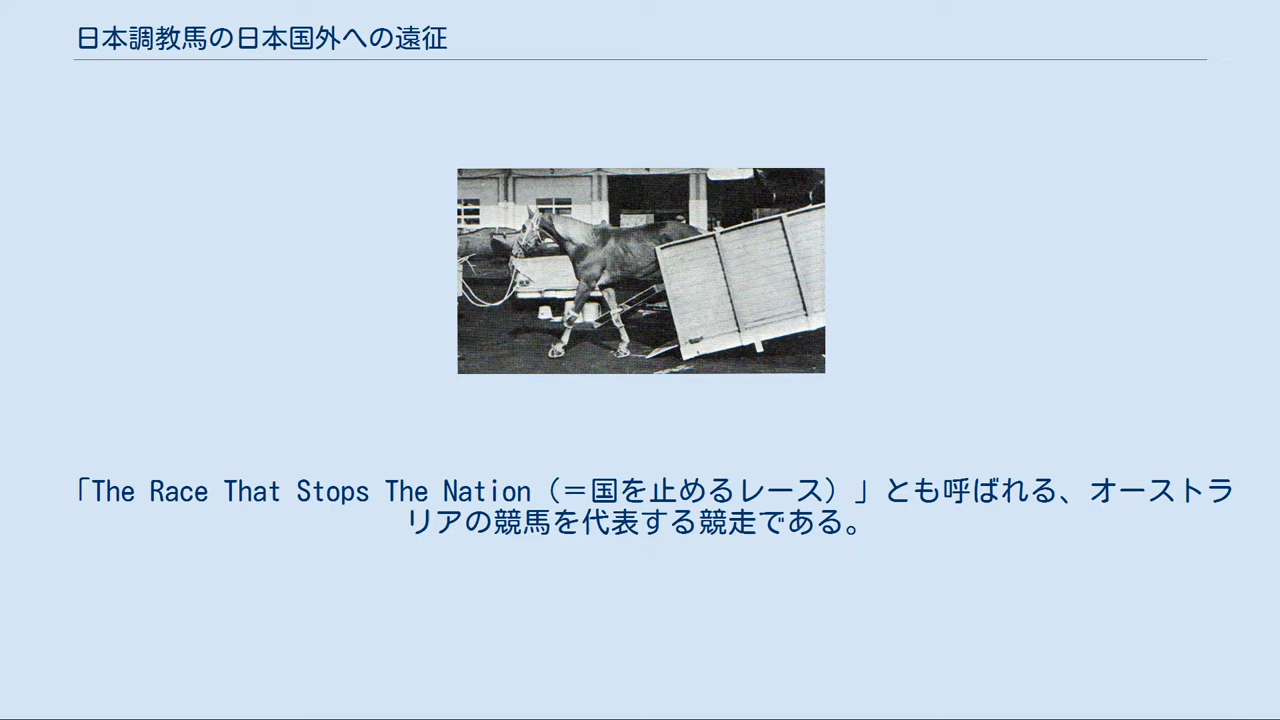 日本調教馬の日本国外への遠征
「The Race That Stops The Nation（＝国を止めるレース）」とも呼ばれる、オーストラ
リアの競馬を代表する競走である。